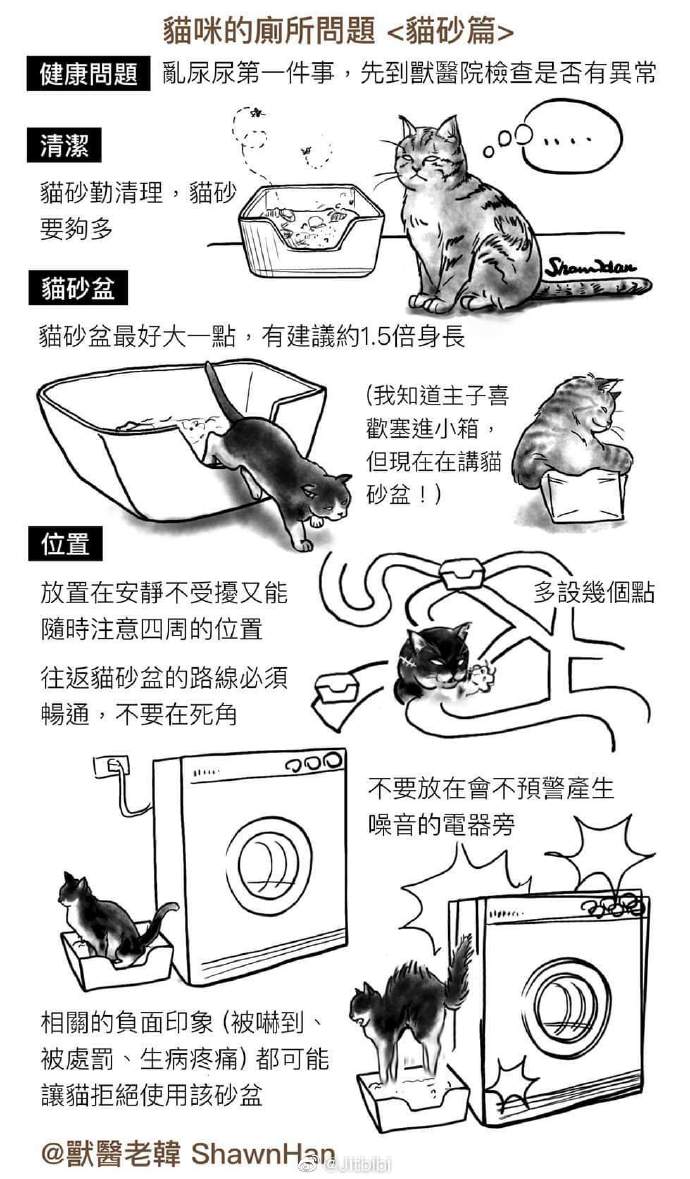 貓咪的廁所問題 <貓砂篇>
健康問題 亂尿尿第一件事，先到獸醫院檢查是否有異常
清潔
貓砂勤清理，貓砂
要夠多
....
ShawnHan
貓砂盆
貓砂盆最好大一點，有建議約1.5倍身長
(我知道主子喜
歡塞進小箱，
但現在在講貓
砂盆！)
位置
放置在安靜不受擾又能
隨時注意四周的位置
多設幾個點
往返貓砂盆的路線必須
暢通，不要在死角
不要放在會不預警產生
噪音的電器旁
相關的負面印象 (被嚇到、
被處罰、生病疼痛) 都可能
讓貓拒絕使用該砂盆
@獸醫老韓 ShawnHan
@Jitbibi